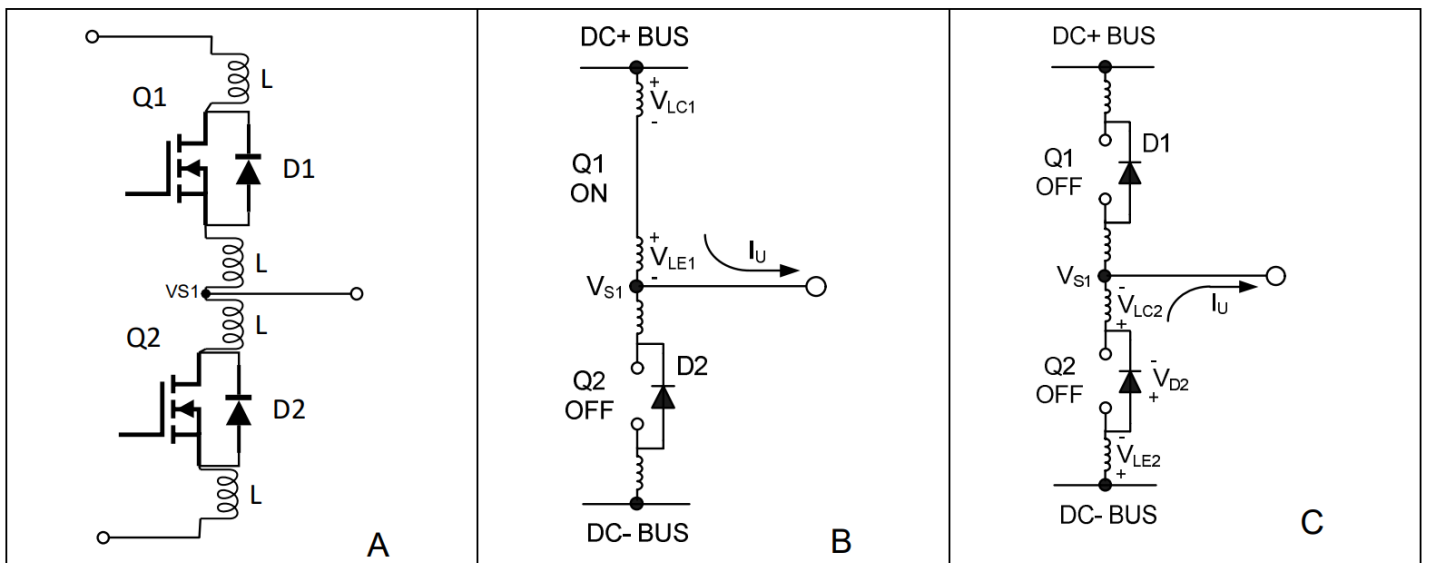 L
Q1
D1
L
VS1
L
Q2
D2
L
A
DC+ BUS
+
VLC1
-
Q1
ON
+
VLE1
-
IU
VS1
D2
Q2
OFF
DC- BUS
B
DC+ BUS
D1
Q1
OFF
VS1
-
VLC2
+
IU
Q2
OFF
-
VD2
+
-
VLE2
+
DC- BUS
C